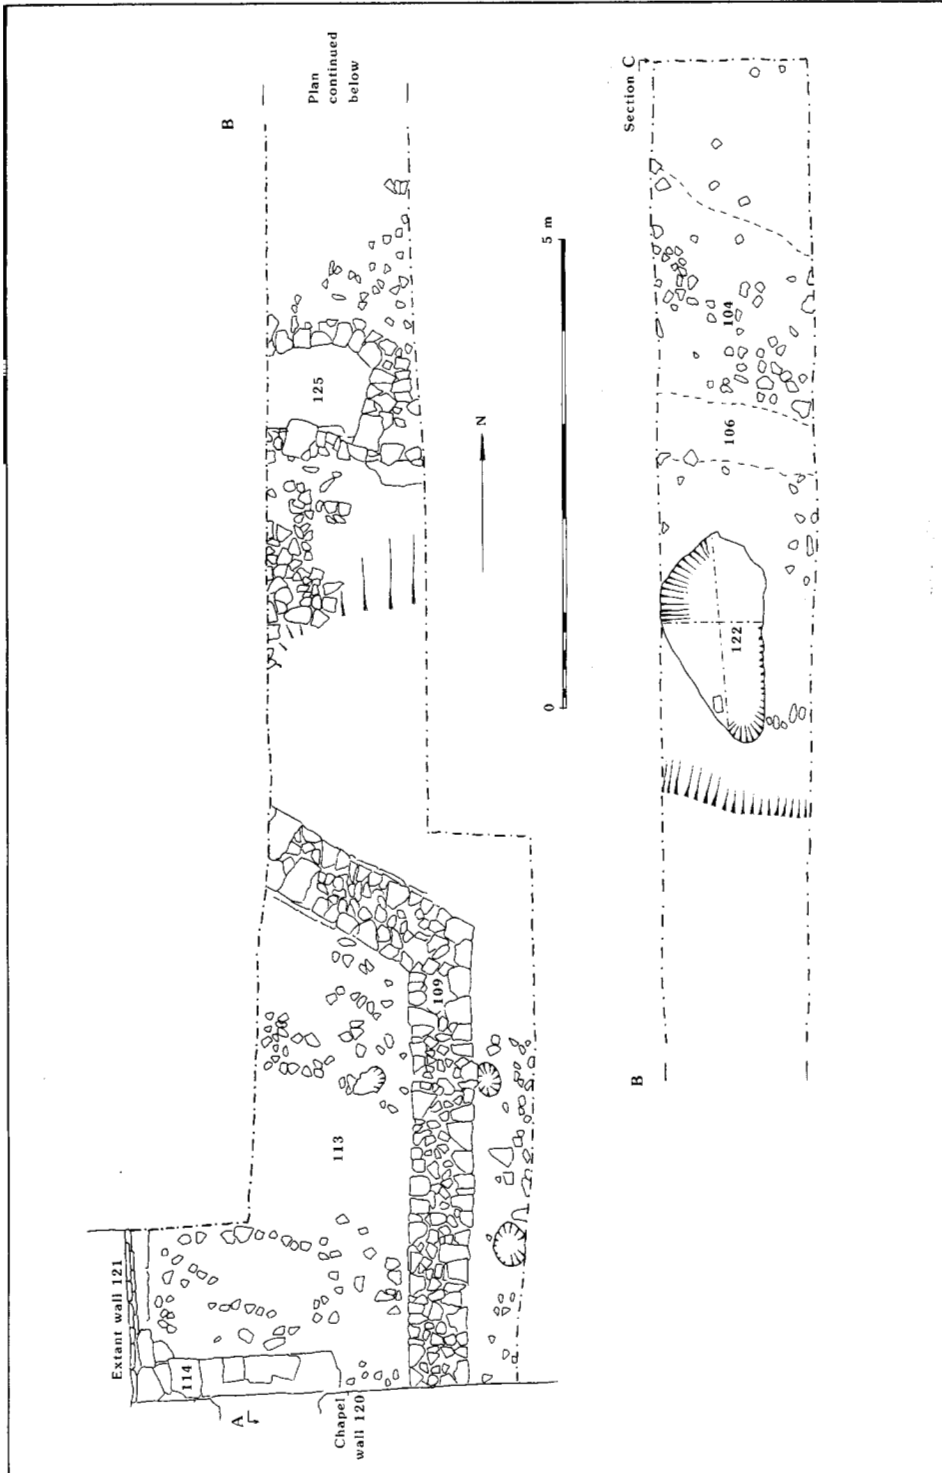 B
Plan
continued
below
Section C
125
5 m
N
104
106
0
122
109
B
113
Extant wall 121
114
A
Chapel
wall 120